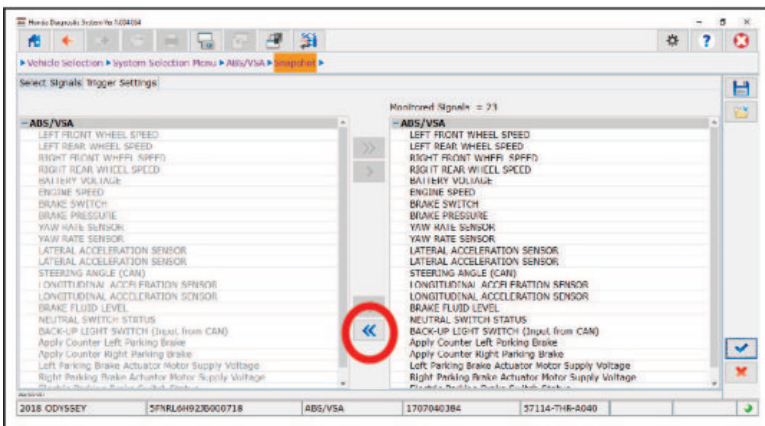 Honda Diagnostic System Ver 1.004.064
Vehicle Selection ▸ System Selection Menu ▸ ABS/VSA ▸ Snapshot ▸
Select Signals Trigger Settings
Monitored Signals = 23
- ABS/VSA
LEFT FRONT WHEEL SPEED
LEFT REAR WHEEL SPEED
RIGHT FRONT WHEEL SPEED
RIGHT REAR WHEEL SPEED
BATTERY VOLTAGE
ENGINE SPEED
BRAKE SWITCH
BRAKE PRESSURE
YAW RATE SENSOR
YAW RATE SENSOR
LATERAL ACCELERATION SENSOR
LATERAL ACCELERATION SENSOR
STEERING ANGLE (CAN)
LONGITUDINAL ACCELERATION SENSOR
LONGITUDINAL ACCELERATION SENSOR
BRAKE FLUID LEVEL
NEUTRAL SWITCH STATUS
BACK-UP LIGHT SWITCH (Input from CAN)
Apply Counter Left Parking Brake
Apply Counter Right Parking Brake
Left Parking Brake Actuator Motor Supply Voltage
Right Parking Brake Actuator Motor Supply Voltage
Electric Parking Brake Switch Status
- ABS/VSA
LEFT FRONT WHEEL SPEED
LEFT REAR WHEEL SPEED
RIGHT FRONT WHEEL SPEED
RIGHT REAR WHEEL SPEED
BATTERY VOLTAGE
ENGINE SPEED
BRAKE SWITCH
BRAKE PRESSURE
YAW RATE SENSOR
YAW RATE SENSOR
LATERAL ACCELERATION SENSOR
LATERAL ACCELERATION SENSOR
STEERING ANGLE (CAN)
LONGITUDINAL ACCELERATION SENSOR
LONGITUDINAL ACCELERATION SENSOR
BRAKE FLUID LEVEL
NEUTRAL SWITCH STATUS
BACK-UP LIGHT SWITCH (Input from CAN)
Apply Counter Left Parking Brake
Apply Counter Right Parking Brake
Left Parking Brake Actuator Motor Supply Voltage
Right Parking Brake Actuator Motor Supply Voltage
Electric Parking Brake Switch Status
2018 ODYSSEY 5FNRL6H92JB000718 ABS/VSA 1707040384 57114-THR-A040